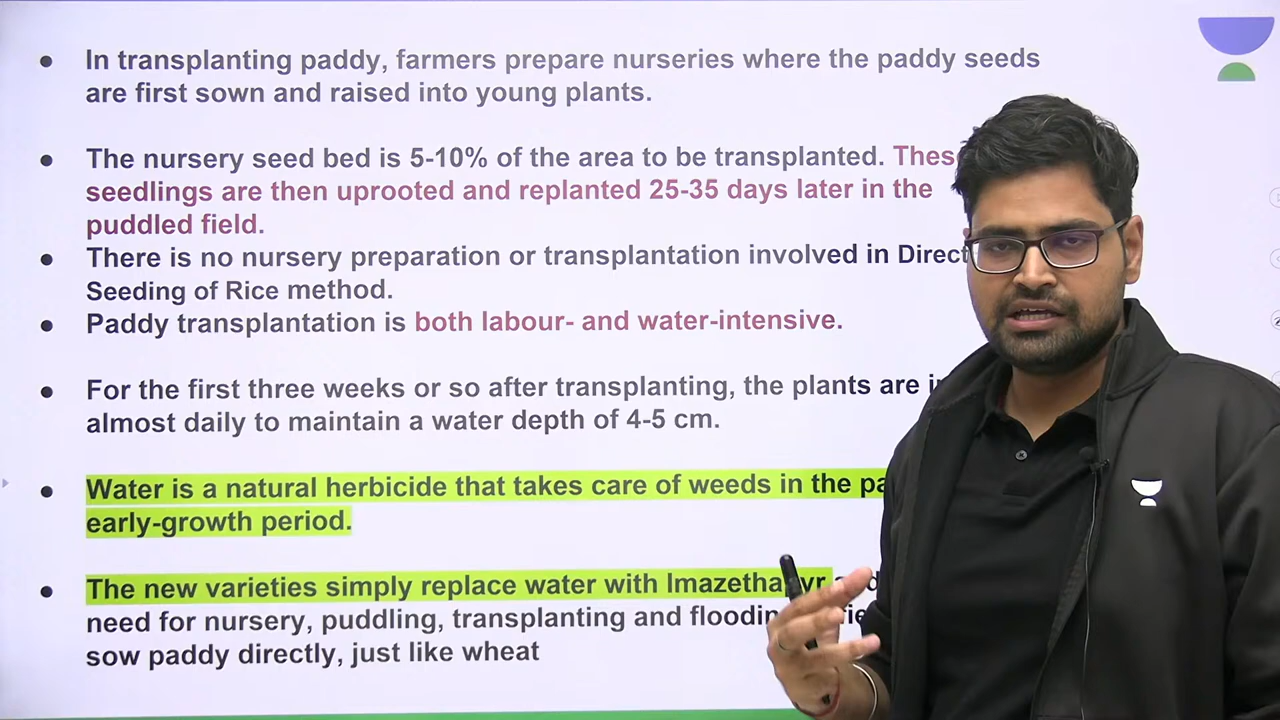 In transplanting paddy, farmers prepare nurseries where the paddy seeds
are first sown and raised into young plants.
The nursery seed bed is 5-10% of the area to be transplanted.
seedlings are then uprooted and replanted 25-35 days later in the
puddled field.
There is no nursery preparation or transplantation involved in Direct
Seeding of Rice method.
Paddy transplantation is both labour- and water-intensive.
For the first three weeks or so after transplanting, the plants are
almost daily to maintain a water depth of 4-5 cm.
Water is a natural herbicide that takes care of weeds in the
early-growth period.
The new varieties simply replace water with
need for nursery, puddling, transplanting and
sow paddy directly, just like wheat